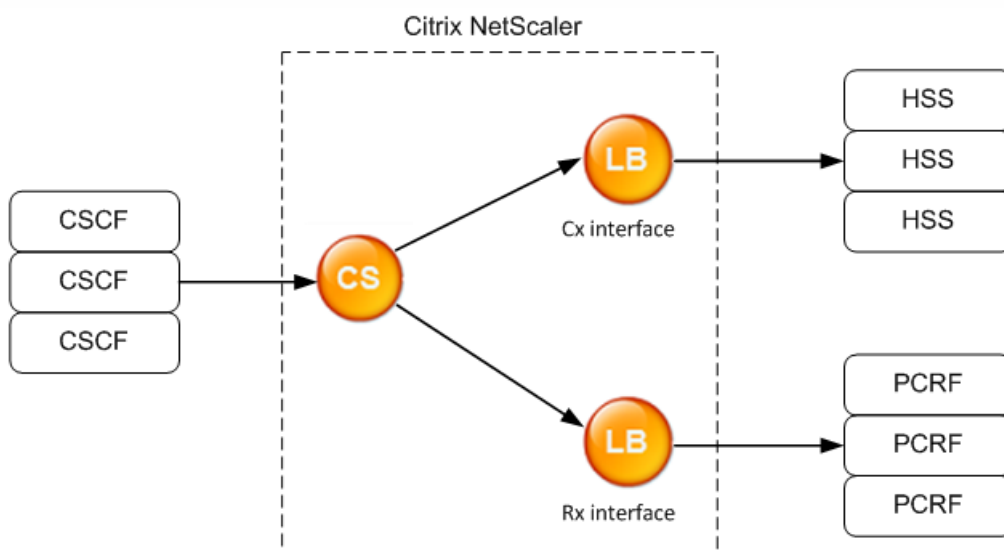 Citrix NetScaler
HSS
HSS
HSS
LB
Cx interface
CSCF
CSCF
CSCF
CS
PCRF
PCRF
PCRF
LB
Rx interface